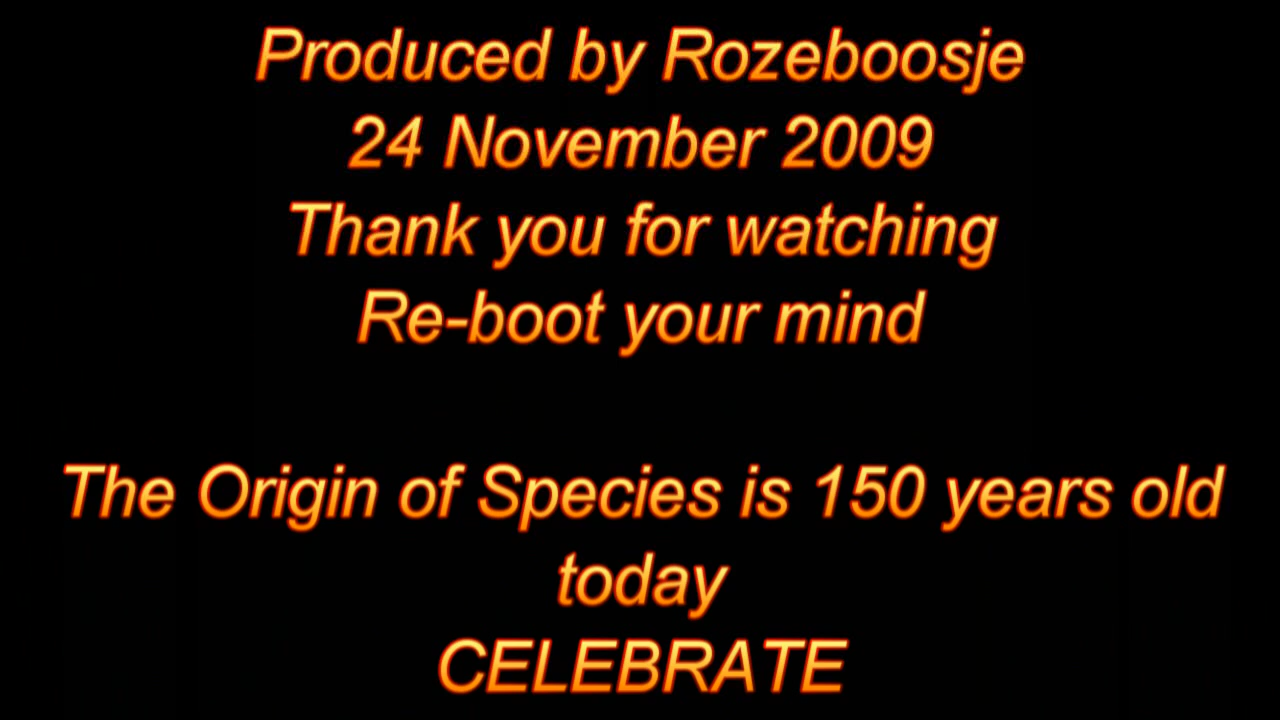 Produced by Rozeboosje
24 November 2009
Thank you for watching
Re-boot your mind
The Origin of Species is 150 years old
today
CELEBRATE